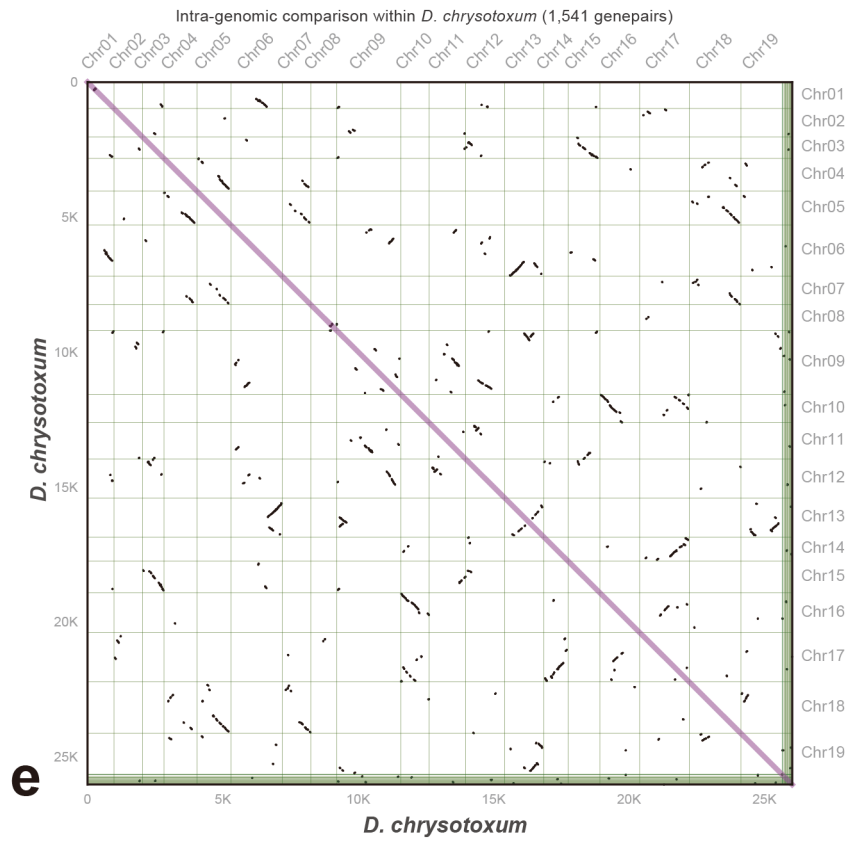 Intra-genomic comparison within D. chrysotoxum (1,541 genepairs)
Chr01 Chr02 Chr03 Chr04 Chr05 Chr06 Chr07 Chr08 Chr09 Chr10 Chr11 Chr12 Chr13 Chr14 Chr15 Chr16 Chr17 Chr18 Chr19
0
Chr01
Chr02
Chr03
Chr04
5K
Chr05
Chr06
Chr07
Chr08
10K
Chr09
Chr10
D. chrysotoxum
Chr11
Chr12
15K
Chr13
Chr14
Chr15
Chr16
20K
Chr17
Chr18
Chr19
25K
e
0 5K 10K 15K 20K 25K
D. chrysotoxum